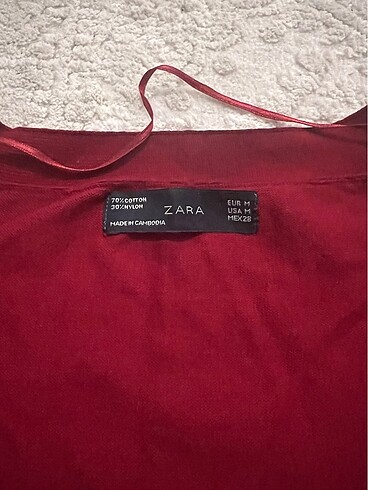 70%COTTON
30%NYLON
MADE IN CAMBODIA
ZARA
EUR M
USA M
MEX 28